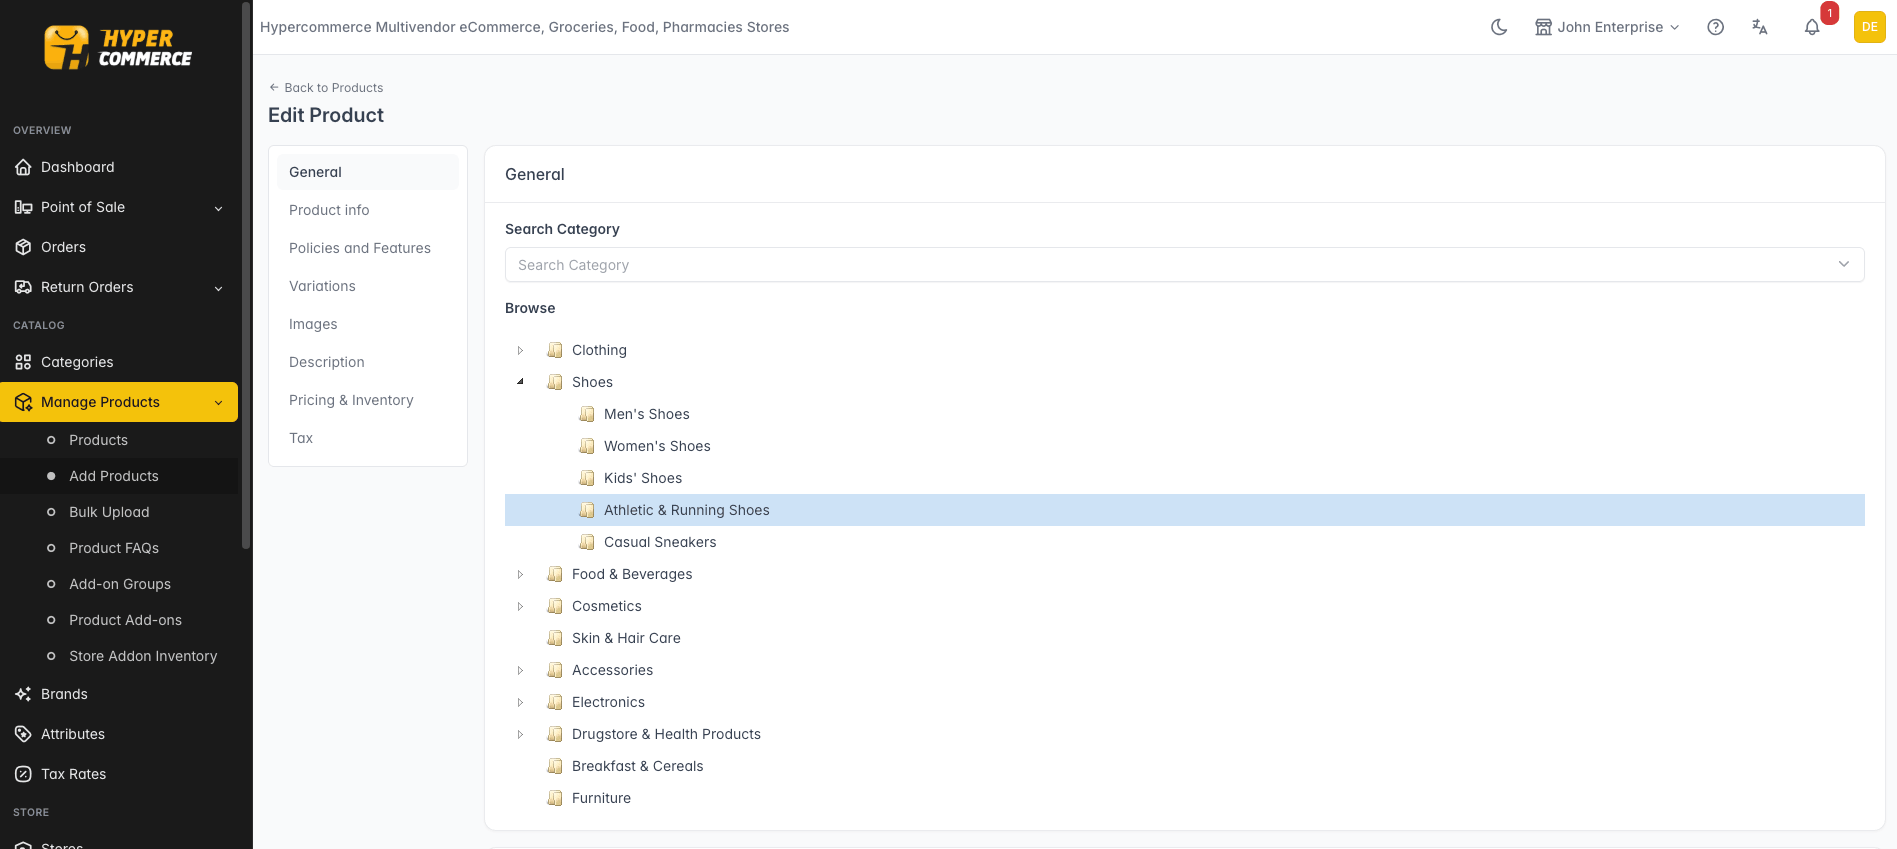 HYPER
COMMERCE
Hypercommerce Multivendor eCommerce, Groceries, Food, Pharmacies Stores
John Enterprise
1
DE
OVERVIEW
Dashboard
Point of Sale
Orders
Return Orders
CATALOG
Categories
Manage Products
Products
Add Products
Bulk Upload
Product FAQs
Add-on Groups
Product Add-ons
Store Addon Inventory
Brands
Attributes
Tax Rates
STORE
Stores
Back to Products
Edit Product
General
Product info
Policies and Features
Variations
Images
Description
Pricing & Inventory
Tax
General
Search Category
Search Category
Browse
Clothing
Shoes
Men's Shoes
Women's Shoes
Kids' Shoes
Athletic & Running Shoes
Casual Sneakers
Food & Beverages
Cosmetics
Skin & Hair Care
Accessories
Electronics
Drugstore & Health Products
Breakfast & Cereals
Furniture